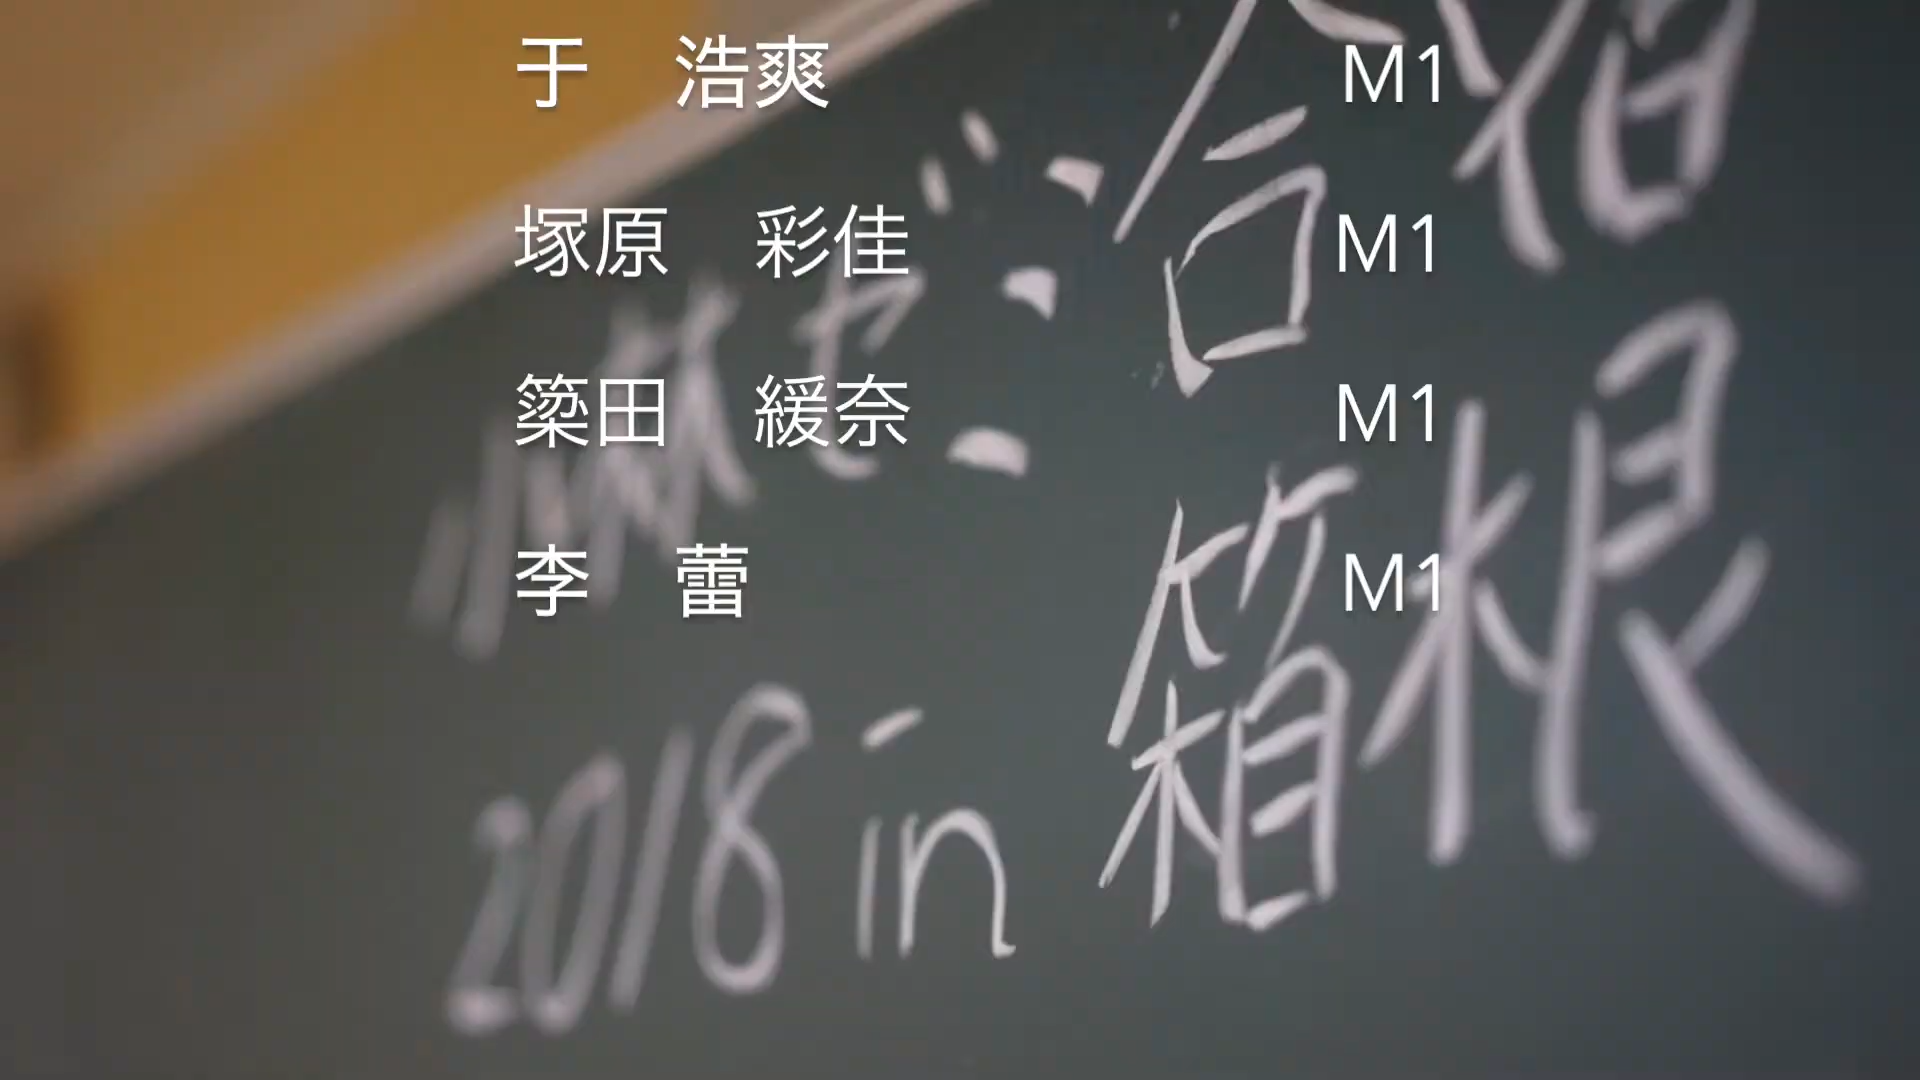 于　浩爽　M1
塚原　彩佳　M1
簗田　緩奈　M1
李　蕾　M1
合宿
2018 in 箱根